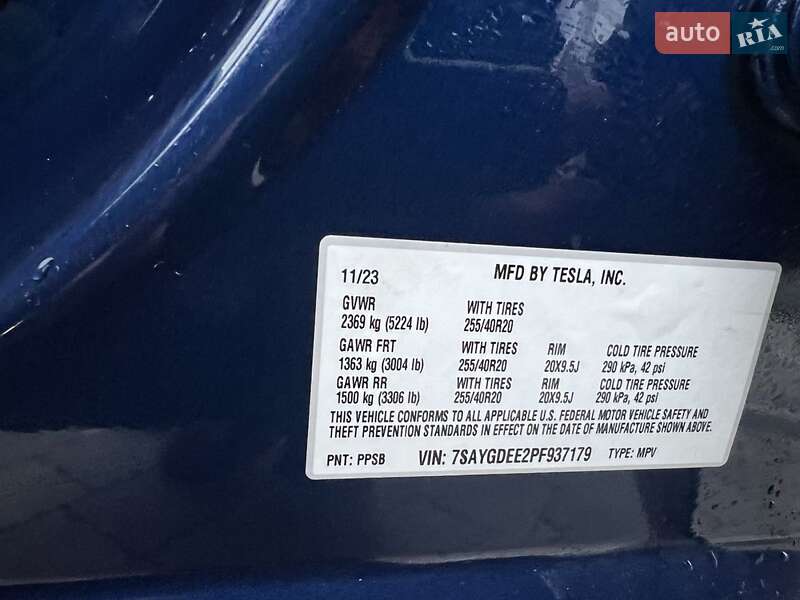 auto RIA.com
11/23 MFD BY TESLA, INC.
GVWR WITH TIRES
2369 kg (5224 lb) 255/40R20
GAWR FRT WITH TIRES RIM COLD TIRE PRESSURE
1363 kg (3004 lb) 255/40R20 20X9.5J 290 kPa, 42 psi
GAWR RR WITH TIRES RIM COLD TIRE PRESSURE
1500 kg (3306 lb) 255/40R20 20X9.5J 290 kPa, 42 psi
THIS VEHICLE CONFORMS TO ALL APPLICABLE U.S. FEDERAL MOTOR VEHICLE SAFETY AND
THEFT PREVENTION STANDARDS IN EFFECT ON THE DATE OF MANUFACTURE SHOWN ABOVE.
PNT: PPSB VIN: 7SAYGDEE2PF937179 TYPE: MPV